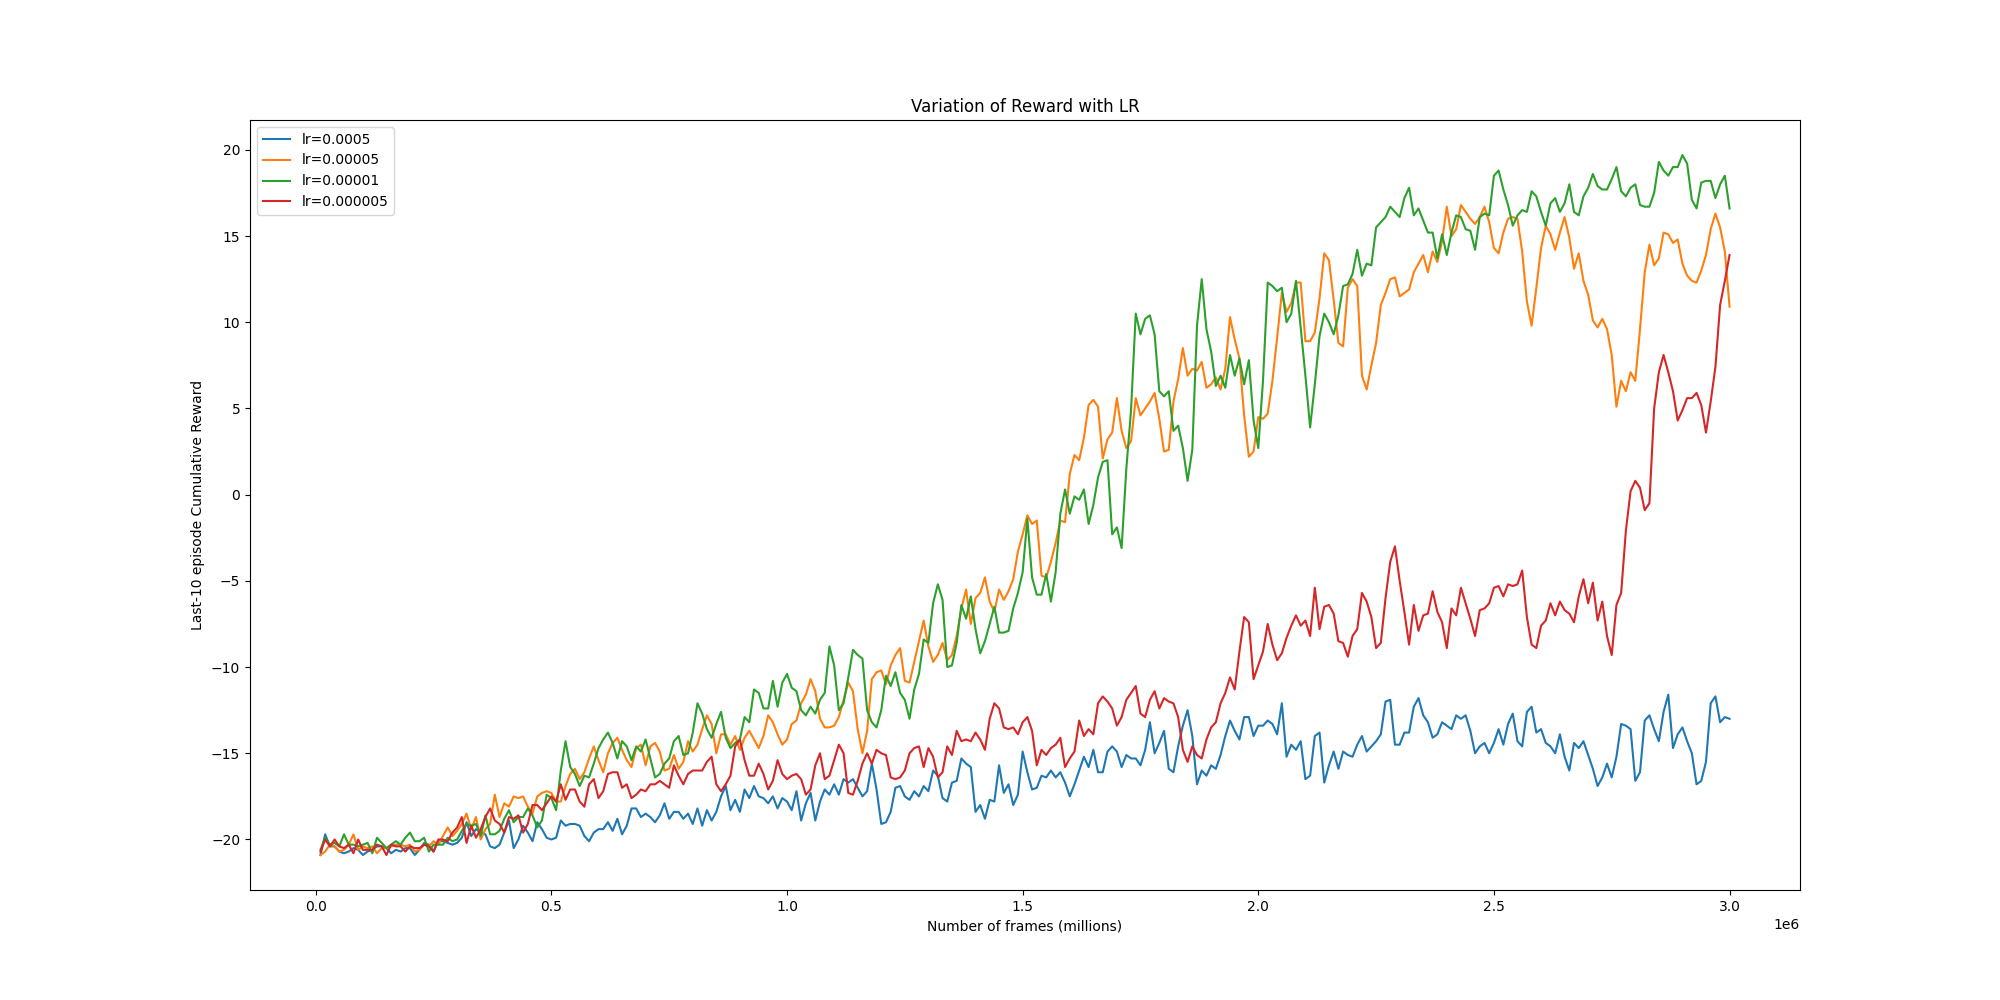 Variation of Reward with LR
lr=0.0005
lr=0.00005
lr=0.00001
lr=0.000005
20
15
10
5
0
−5
−10
−15
−20
Last-10 episode Cumulative Reward
0.0 0.5 1.0 1.5 2.0 2.5 3.0
1e6
Number of frames (millions)